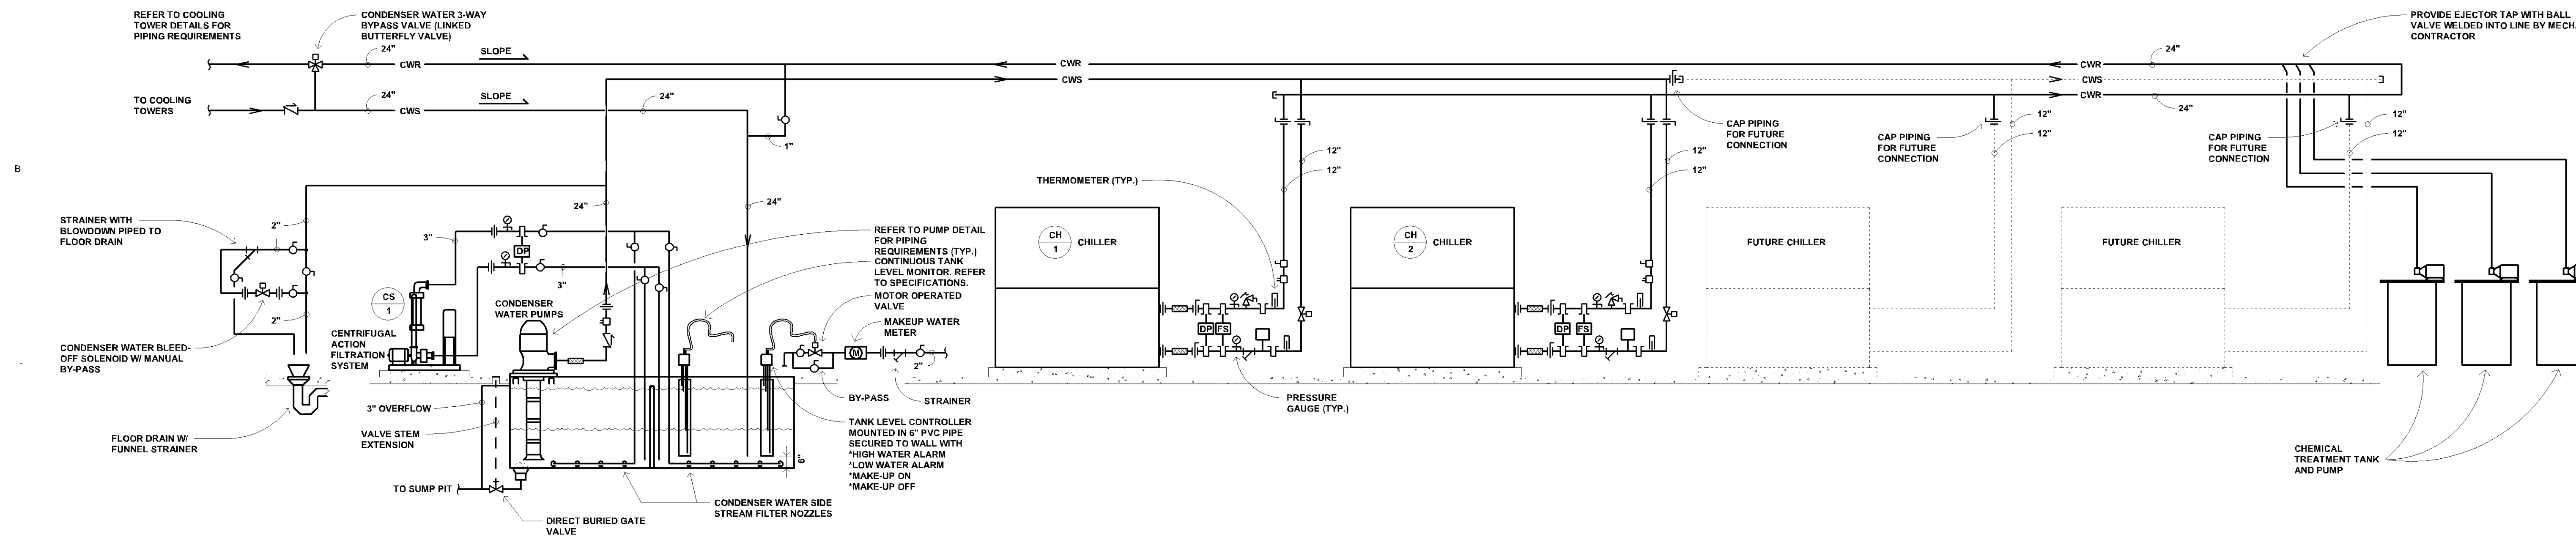 REFER TO COOLING
TOWER DETAILS FOR
PIPING REQUIREMENTS
CONDENSER WATER 3-WAY
BYPASS VALVE (LINKED
BUTTERFLY VALVE)
PROVIDE EJECTOR TAP WITH BALL
VALVE WELDED INTO LINE BY MECH.
CONTRACTOR
24"
SLOPE
24"
CWR
CWR
CWR
CWS
CWS
TO COOLING
TOWERS
24"
SLOPE
24"
CWS
CWR
24"
1"
CAP PIPING
FOR FUTURE
CONNECTION
CAP PIPING
FOR FUTURE
CONNECTION
12"
12"
CAP PIPING
FOR FUTURE
CONNECTION
12"
12"
B
12"
12"
12"
12"
THERMOMETER (TYP.)
24"
24"
STRAINER WITH
BLOWDOWN PIPED TO
FLOOR DRAIN
2"
3"
DP
3"
REFER TO PUMP DETAIL
FOR PIPING
REQUIREMENTS (TYP.)
CONTINUOUS TANK
LEVEL MONITOR. REFER
TO SPECIFICATIONS.
MOTOR OPERATED
VALVE
MAKEUP WATER
METER
CH
1
CHILLER
CH
2
CHILLER
FUTURE CHILLER
FUTURE CHILLER
CS
1
CONDENSER
WATER PUMPS
2"
CENTRIFUGAL
ACTION
FILTRATION
SYSTEM
CONDENSER WATER BLEED-
OFF SOLENOID W/ MANUAL
BY-PASS
M
2"
DP
FS
DP
FS
BY-PASS
STRAINER
PRESSURE
GAUGE (TYP.)
3" OVERFLOW
VALVE STEM
EXTENSION
FLOOR DRAIN W/
FUNNEL STRAINER
TANK LEVEL CONTROLLER
MOUNTED IN 6" PVC PIPE
SECURED TO WALL WITH
*HIGH WATER ALARM
*LOW WATER ALARM
*MAKE-UP ON
*MAKE-UP OFF
6"
TO SUMP PIT
CONDENSER WATER SIDE
STREAM FILTER NOZZLES
DIRECT BURIED GATE
VALVE
CHEMICAL
TREATMENT TANK
AND PUMP